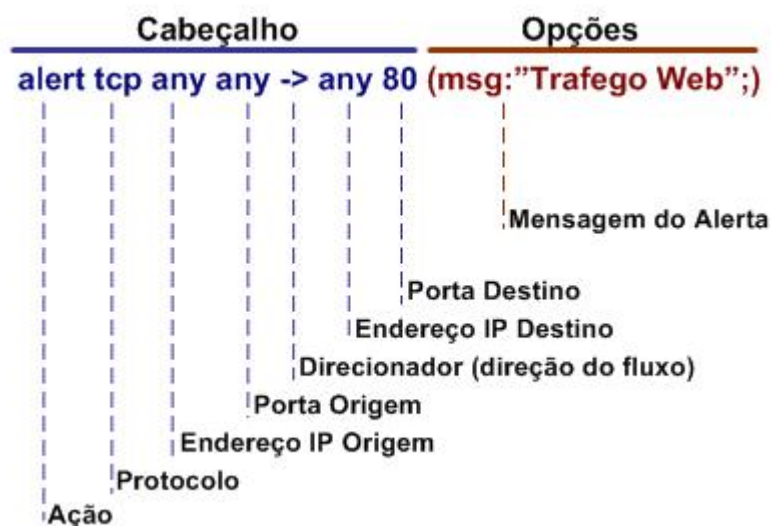 Cabeçalho Opções
alert tcp any any -> any 80 (msg:”Trafego Web”;)
Mensagem do Alerta
Porta Destino
Endereço IP Destino
Direcionador (direção do fluxo)
Porta Origem
Endereço IP Origem
Protocolo
Ação